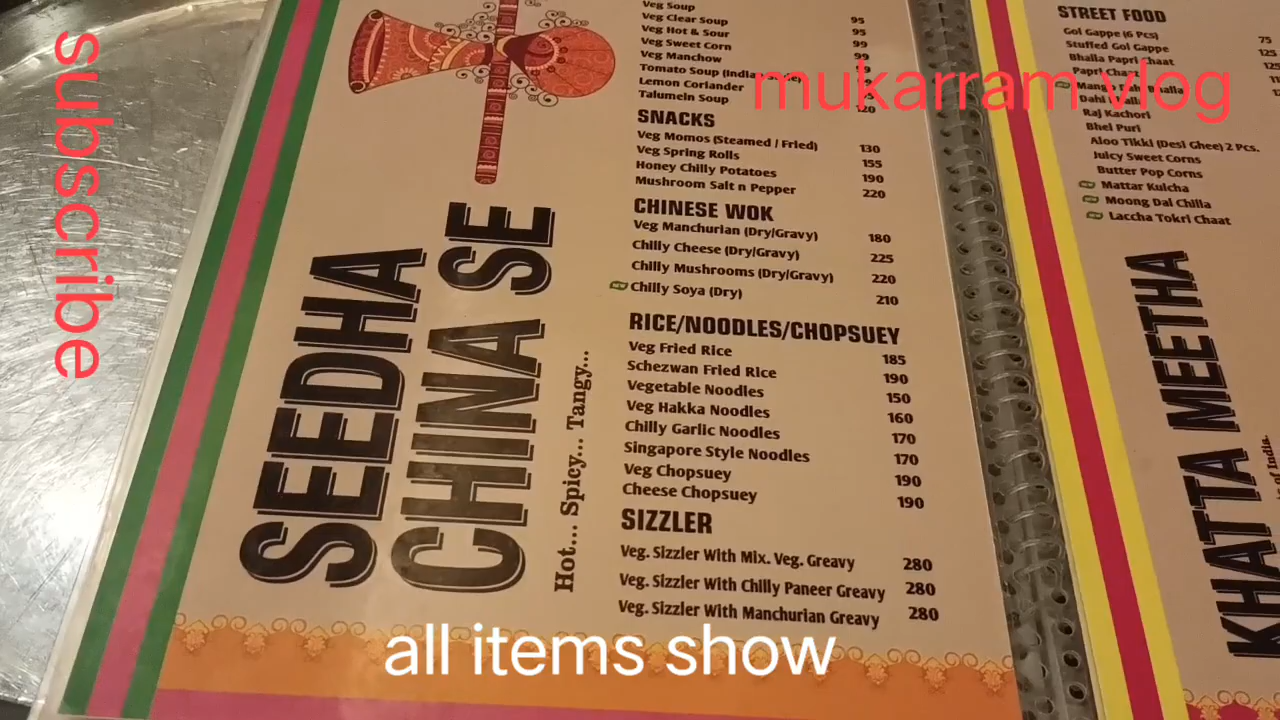 subscribe
mukarram vlog
SEEDHA
CHINA SE
Hot... Spicy... Tangy...
Veg Soup
Veg Clear Soup 95
Veg Hot & Sour 95
Veg Sweet Corn 99
Veg Manchow 99
Tomato Soup
Lemon Coriander
Talumein Soup 120
SNACKS
Veg Momos (Steamed / Fried) 130
Veg Spring Rolls 155
Honey Chilly Potatoes 190
Mushroom Salt n Pepper 220
CHINESE WOK
Veg Manchurian (Dry/Gravy) 180
Chilly Cheese (Dry/Gravy) 225
Chilly Mushrooms (Dry/Gravy) 220
Chilly Soya (Dry) 210
RICE/NOODLES/CHOPSUEY
Veg Fried Rice 185
Schezwan Fried Rice 190
Vegetable Noodles 150
Veg Hakka Noodles 160
Chilly Garlic Noodles 170
Singapore Style Noodles 170
Veg Chopsuey 190
Cheese Chopsuey 190
SIZZLER
Veg. Sizzler With Mix. Veg. Greavy 280
Veg. Sizzler With Chilly Paneer Greavy 280
Veg. Sizzler With Manchurian Greavy 280
STREET FOOD
Gol Gappe (6 Pcs) 75
Stuffed Gol Gappe 125
Bhalla Papri Chaat
Papri
Dahi
Raj Kachori
Bhel Puri
Aloo Tikki (Desi Ghee) 2 Pcs.
Juicy Sweet Corns
Butter Pop Corns
Mattar Kulcha
Moong Dal Chilla
Laccha Tokri Chaat
KHATTA MEETHA
of India.
all items show